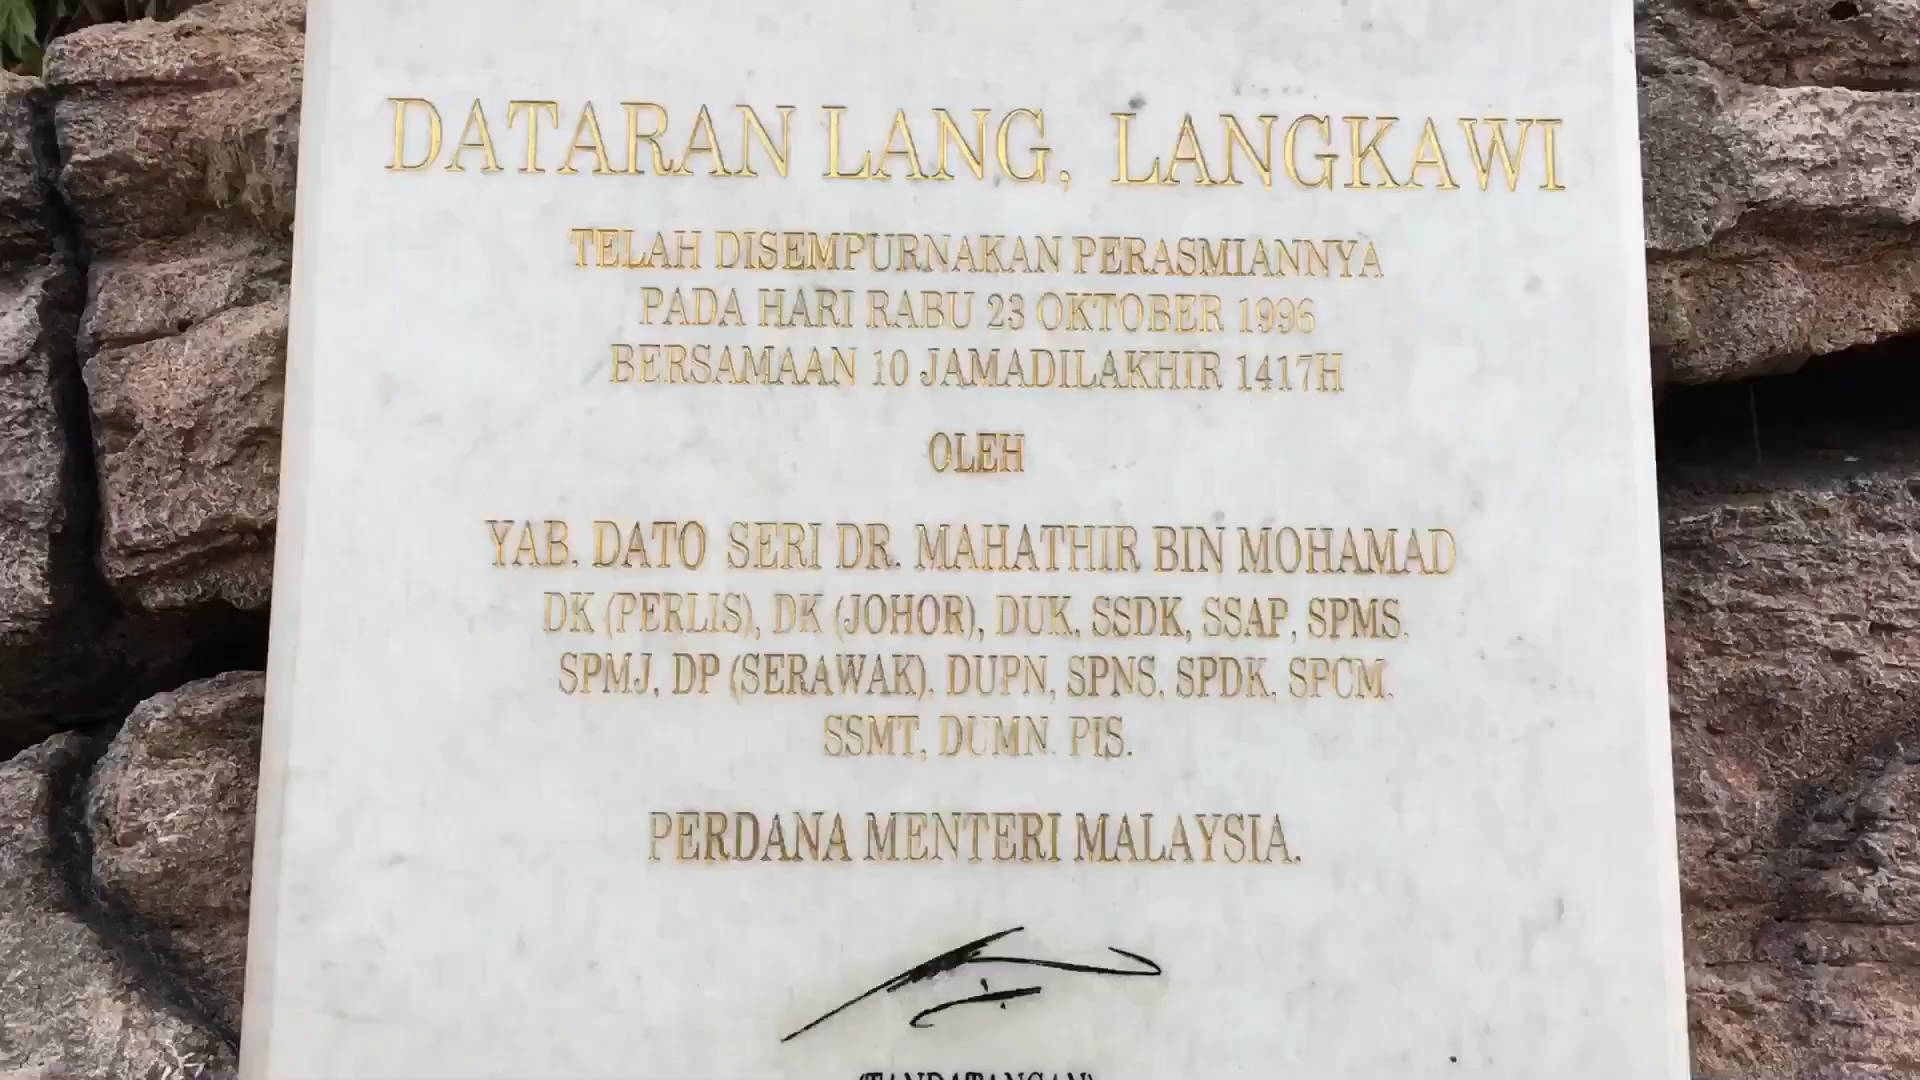 DATARAN LANG, LANGKAWI
TELAH DISEMPURNAKAN PERASMIANNYA
PADA HARI RABU 23 OKTOBER 1996
BERSAMAAN 10 JAMADILAKHIR 1417H
OLEH
YAB. DATO SERI DR. MAHATHIR BIN MOHAMAD
DK (PERLIS), DK (JOHOR), DUK, SSDK, SSAP, SPMS.
SPMJ, DP (SERAWAK), DUPN, SPNS, SPDK, SPCM.
SSMT, DUMN. PIS.
PERDANA MENTERI MALAYSIA.
(TANDATANGAN)